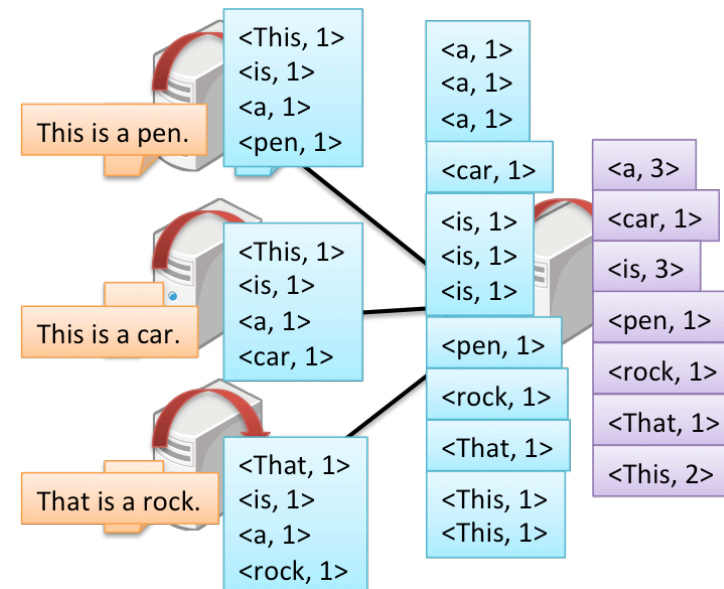 This is a pen.
<This, 1>
<is, 1>
<a, 1>
<pen, 1>
This is a car.
<This, 1>
<is, 1>
<a, 1>
<car, 1>
That is a rock.
<That, 1>
<is, 1>
<a, 1>
<rock, 1>
<a, 1>
<a, 1>
<a, 1>
<car, 1>
<is, 1>
<is, 1>
<is, 1>
<pen, 1>
<rock, 1>
<That, 1>
<This, 1>
<This, 1>
<a, 3>
<car, 1>
<is, 3>
<pen, 1>
<rock, 1>
<That, 1>
<This, 2>